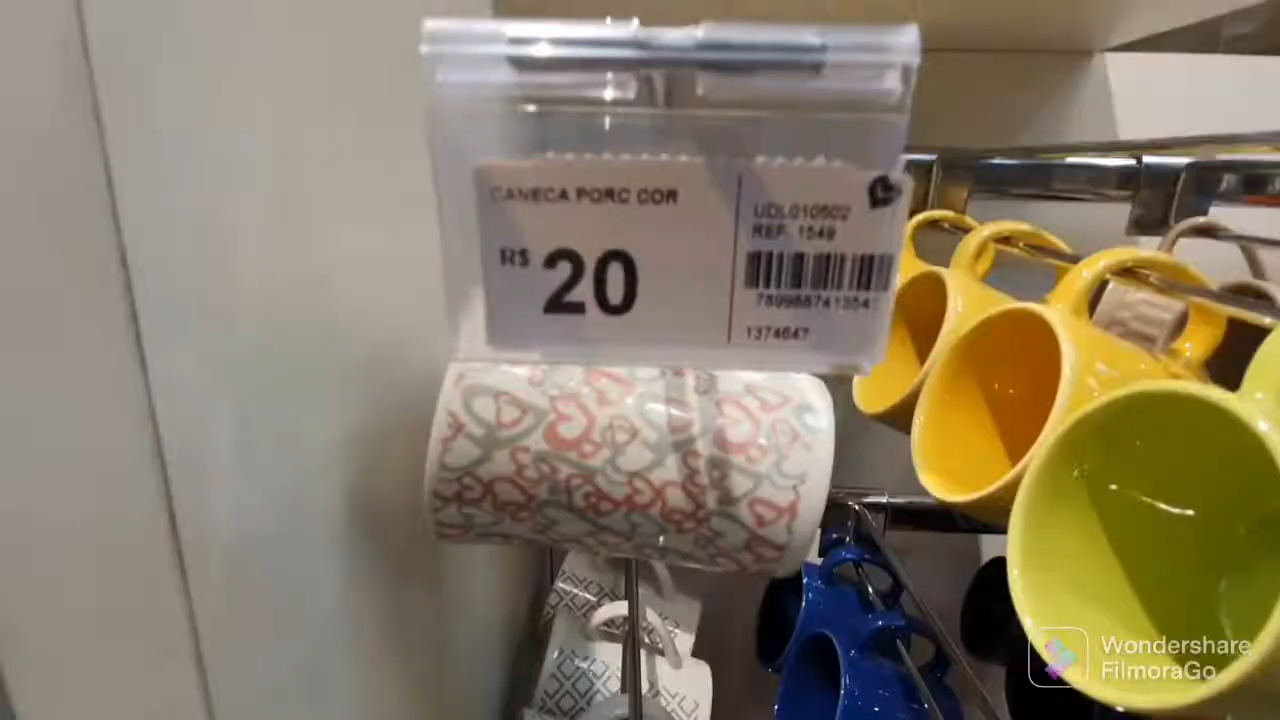 CANECA PORC COR
R$ 20
UDL010502
REF. 1549
1374647
Wondershare
FilmoraGo